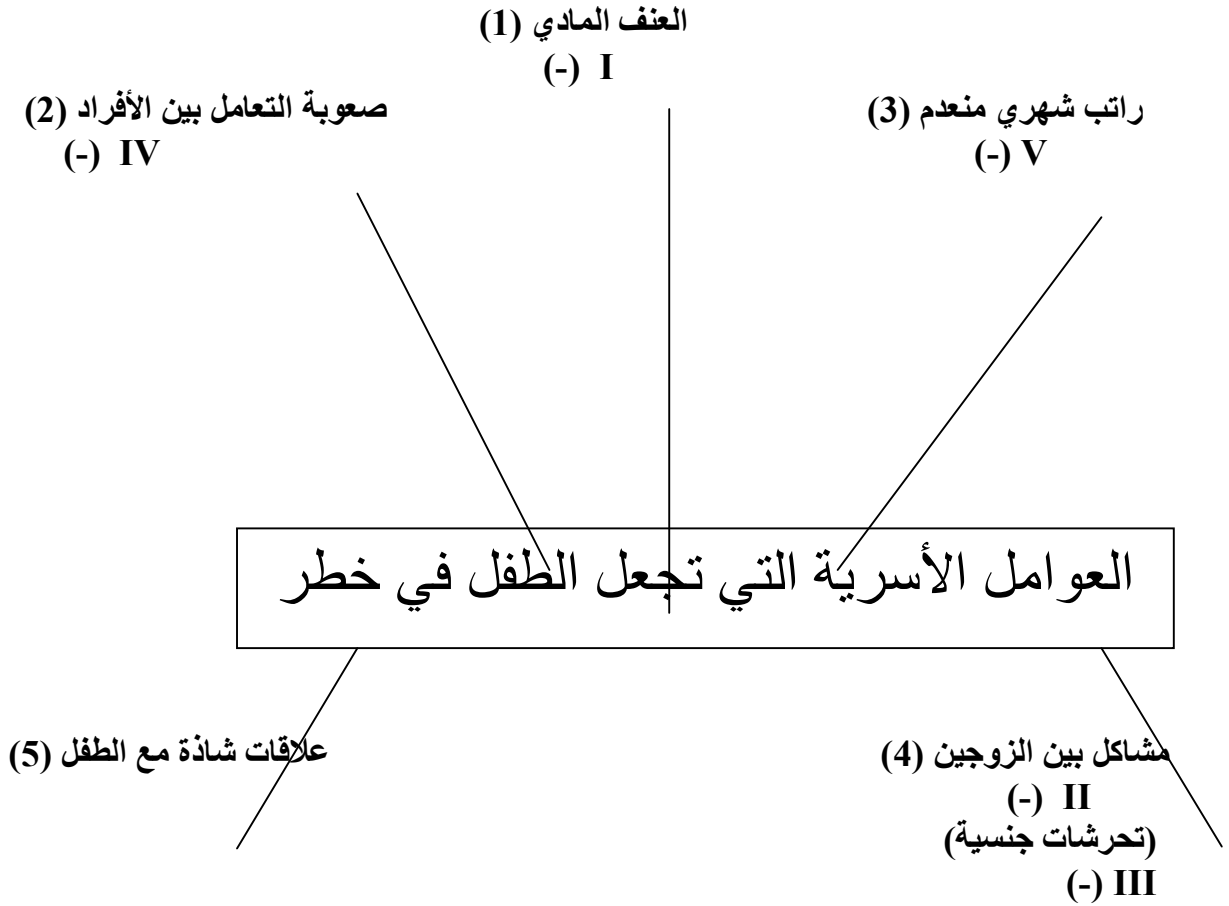 العنف المادي (1)
(-) I
صعوبة التعامل بين الأفراد (2)
(-) IV
راتب شهري منعدم (3)
(-) V
العوامل الأسرية التي تجعل الطفل في خطر
علاقات شاذة مع الطفل (5)
مشاكل بين الزوجين (4)
(-) II
(تحرشات جنسية)
(-) III